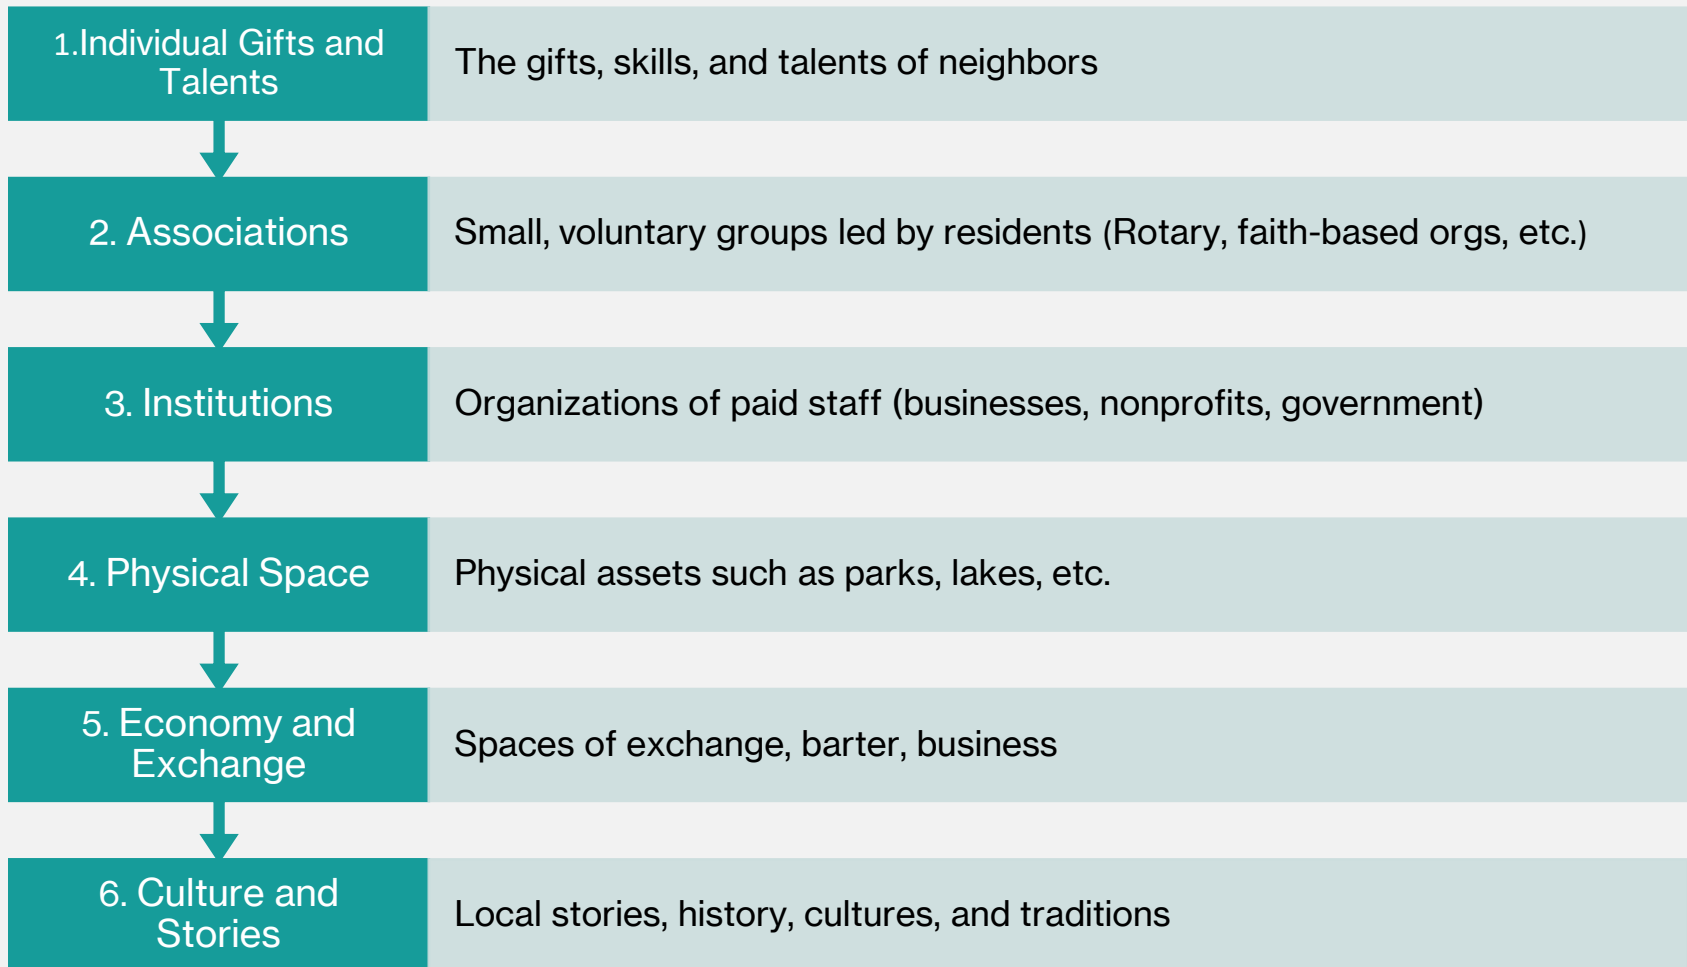 1.Individual Gifts and
Talents
The gifts, skills, and talents of neighbors
2. Associations
Small, voluntary groups led by residents (Rotary, faith-based orgs, etc.)
3. Institutions
Organizations of paid staff (businesses, nonprofits, government)
4. Physical Space
Physical assets such as parks, lakes, etc.
5. Economy and
Exchange
Spaces of exchange, barter, business
6. Culture and
Stories
Local stories, history, cultures, and traditions